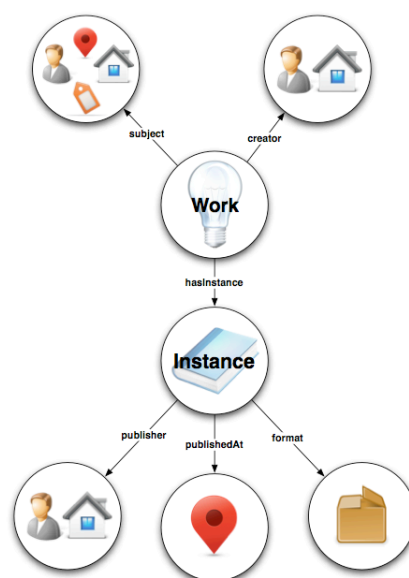 subject
creator
Work
hasInstance
Instance
publisher
publishedAt
format